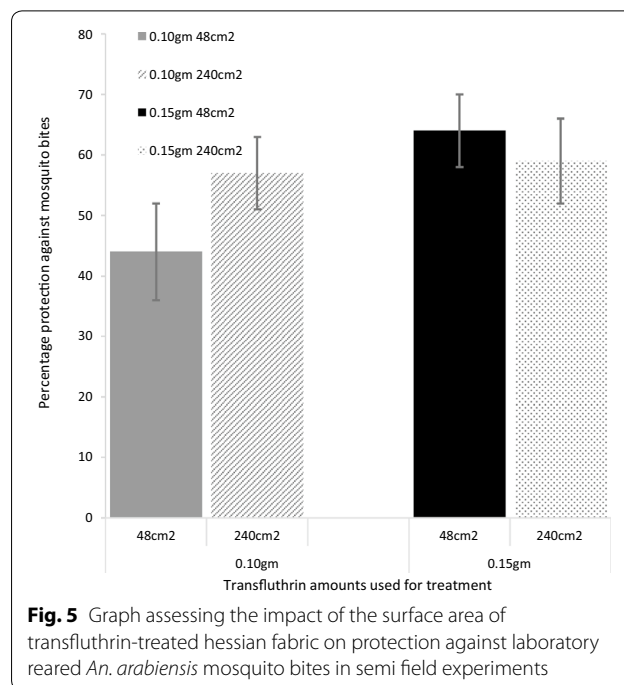 80
70
60
50
40
30
20
10
0
Percentage protection against mosquito bites
0.10gm 48cm2
0.10gm 240cm2
0.15gm 48cm2
0.15gm 240cm2
48cm2 240cm2 48cm2 240cm2
0.10gm 0.15gm
Transfluthrin amounts used for treatment
Fig. 5 Graph assessing the impact of the surface area of
transfluthrin-treated hessian fabric on protection against laboratory
reared An. arabiensis mosquito bites in semi field experiments